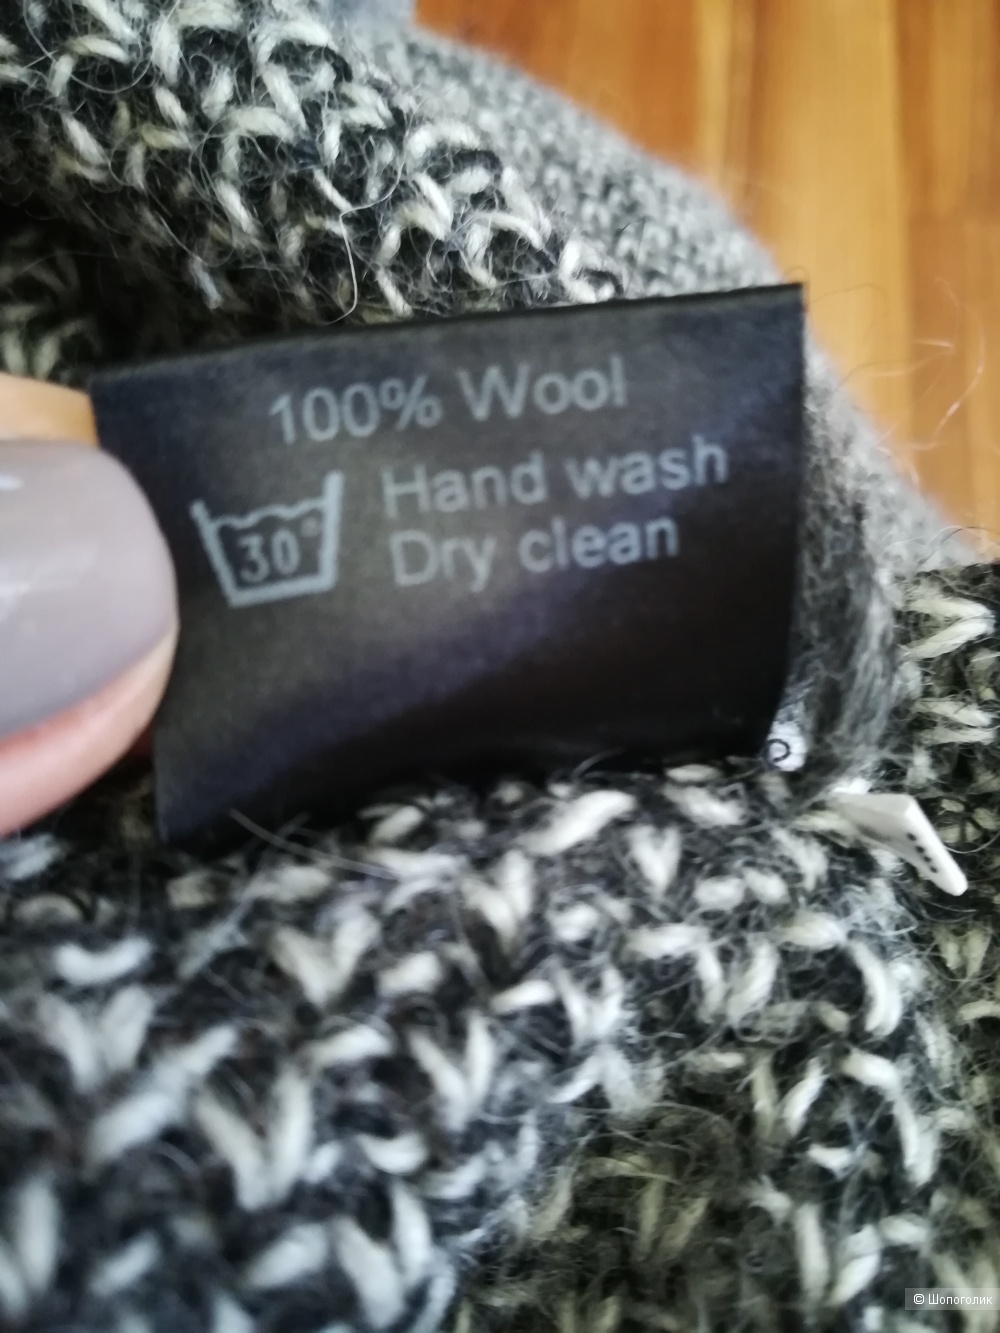 100% Wool
30° Hand wash
Dry clean
© Шопоголик